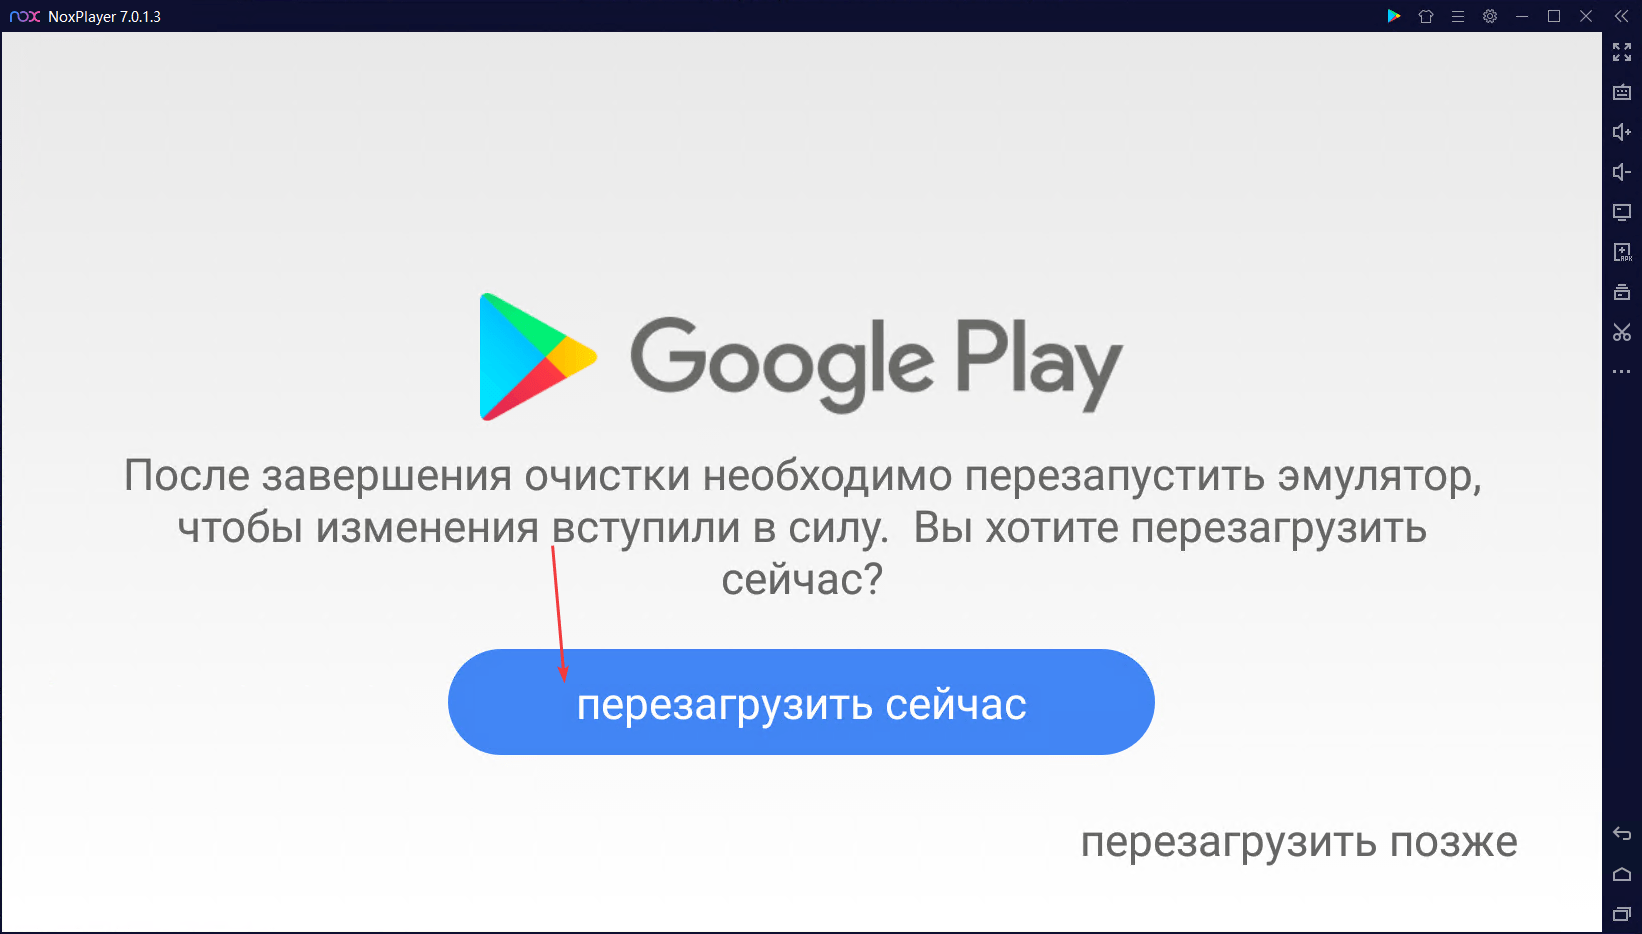 nox NoxPlayer 7.0.1.3
Google Play
После завершения очистки необходимо перезапустить эмулятор,
чтобы изменения вступили в силу.  Вы хотите перезагрузить
сейчас?
перезагрузить сейчас
перезагрузить позже
APK